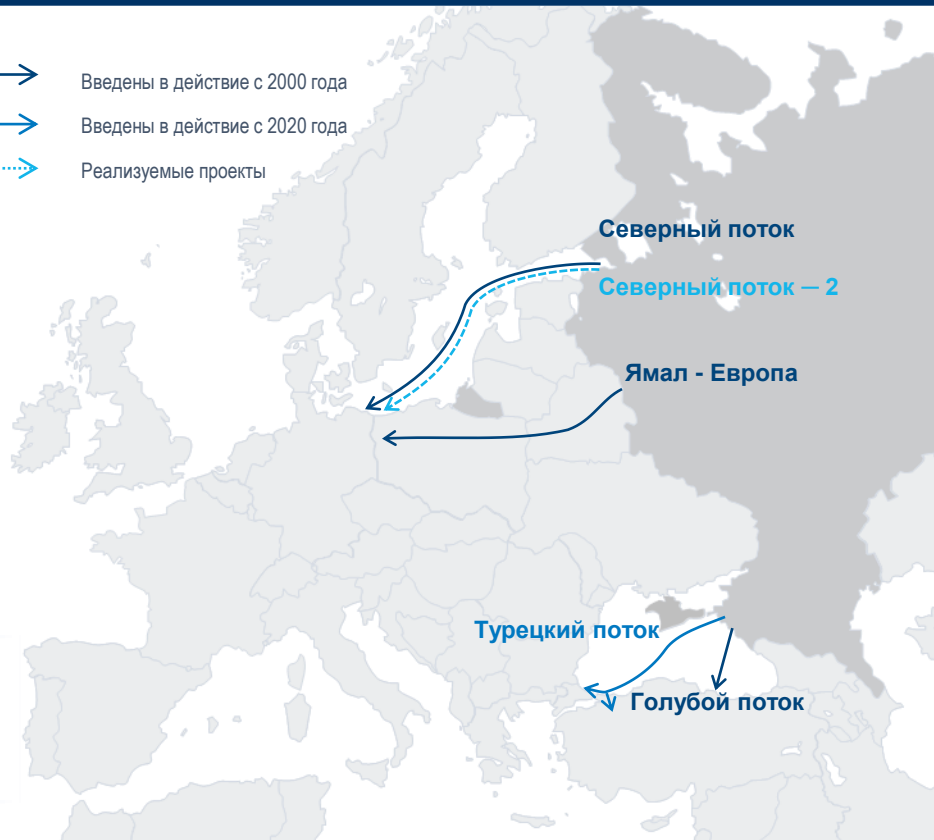 Введены в действие с 2000 года
Введены в действие с 2020 года
Реализуемые проекты
Северный поток
Северный поток — 2
Ямал - Европа
Турецкий поток
Голубой поток